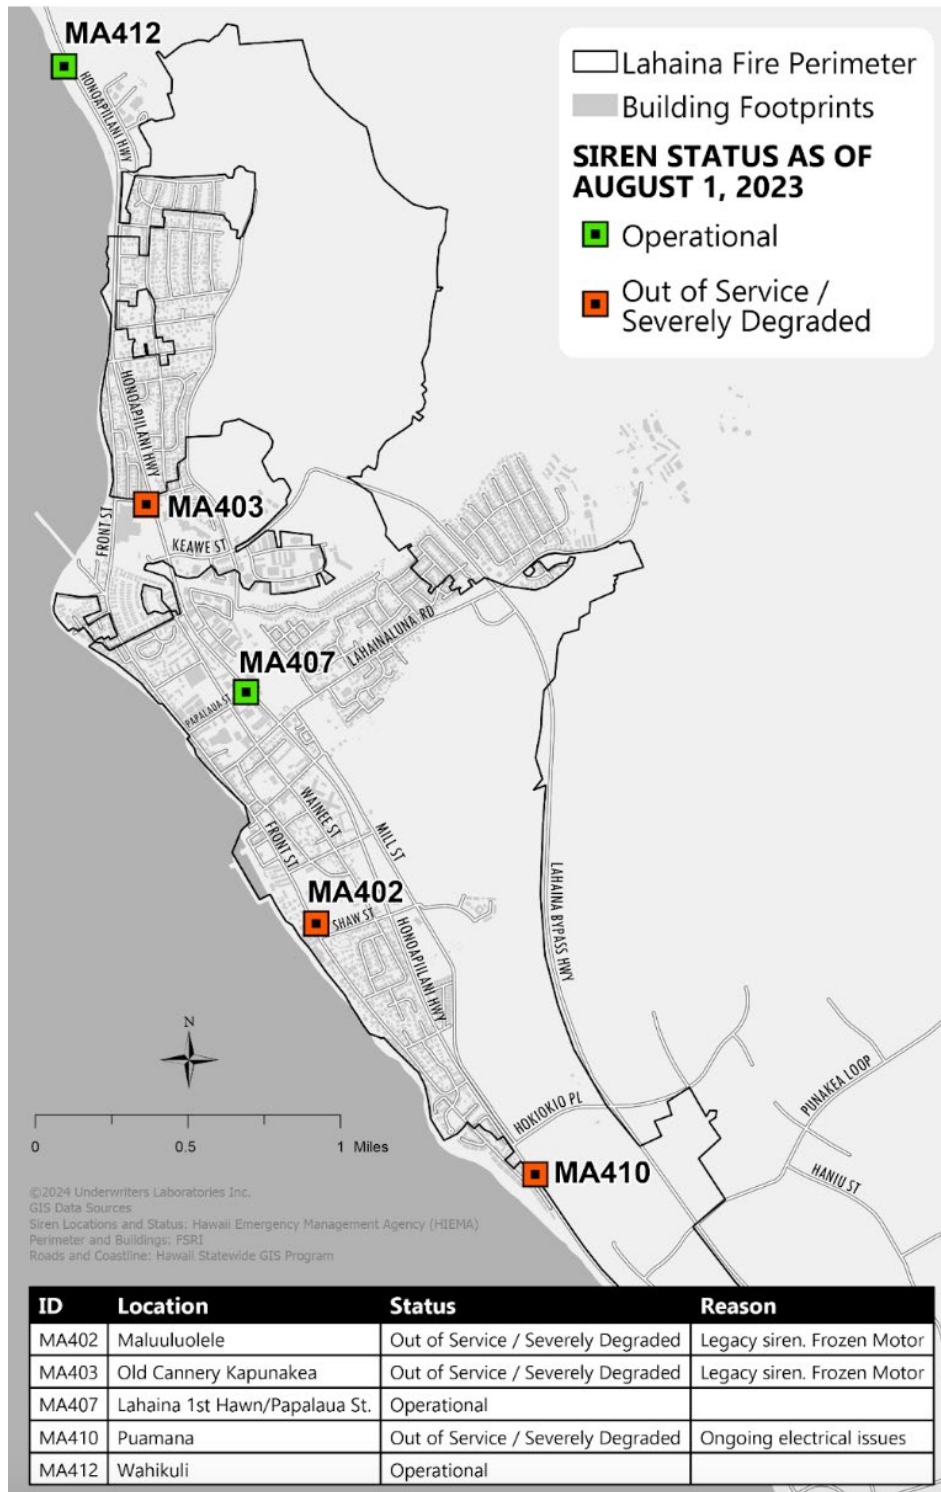 MA412
HONOAPIILANI HWY
Lahaina Fire Perimeter
Building Footprints
SIREN STATUS AS OF
AUGUST 1, 2023
Operational
Out of Service /
Severely Degraded
HONOAPIILANI HWY
MA403
FRONT ST
KEAWE ST
LAHAINALUNA RD
MA407
PAPALAUA ST
WAINEE ST
FRONT ST
MILL ST
MA402
SHAW ST
HONOAPIILANI HWY
LAHAINA BYPASS HWY
N
HOKIOKIO PL
PUNAKEA LOOP
HANIU ST
0 0.5 1 Miles
MA410
©2024 Underwriters Laboratories Inc.
GIS Data Sources
Siren Locations and Status: Hawaii Emergency Management Agency (HIEMA)
Perimeter and Buildings: FSRI
Roads and Coastline: Hawaii Statewide GIS Program
ID Location Status Reason
MA402 Maluuluolele Out of Service / Severely Degraded Legacy siren. Frozen Motor
MA403 Old Cannery Kapunakea Out of Service / Severely Degraded Legacy siren. Frozen Motor
MA407 Lahaina 1st Hawn/Papalaua St. Operational
MA410 Puamana Out of Service / Severely Degraded Ongoing electrical issues
MA412 Wahikuli Operational